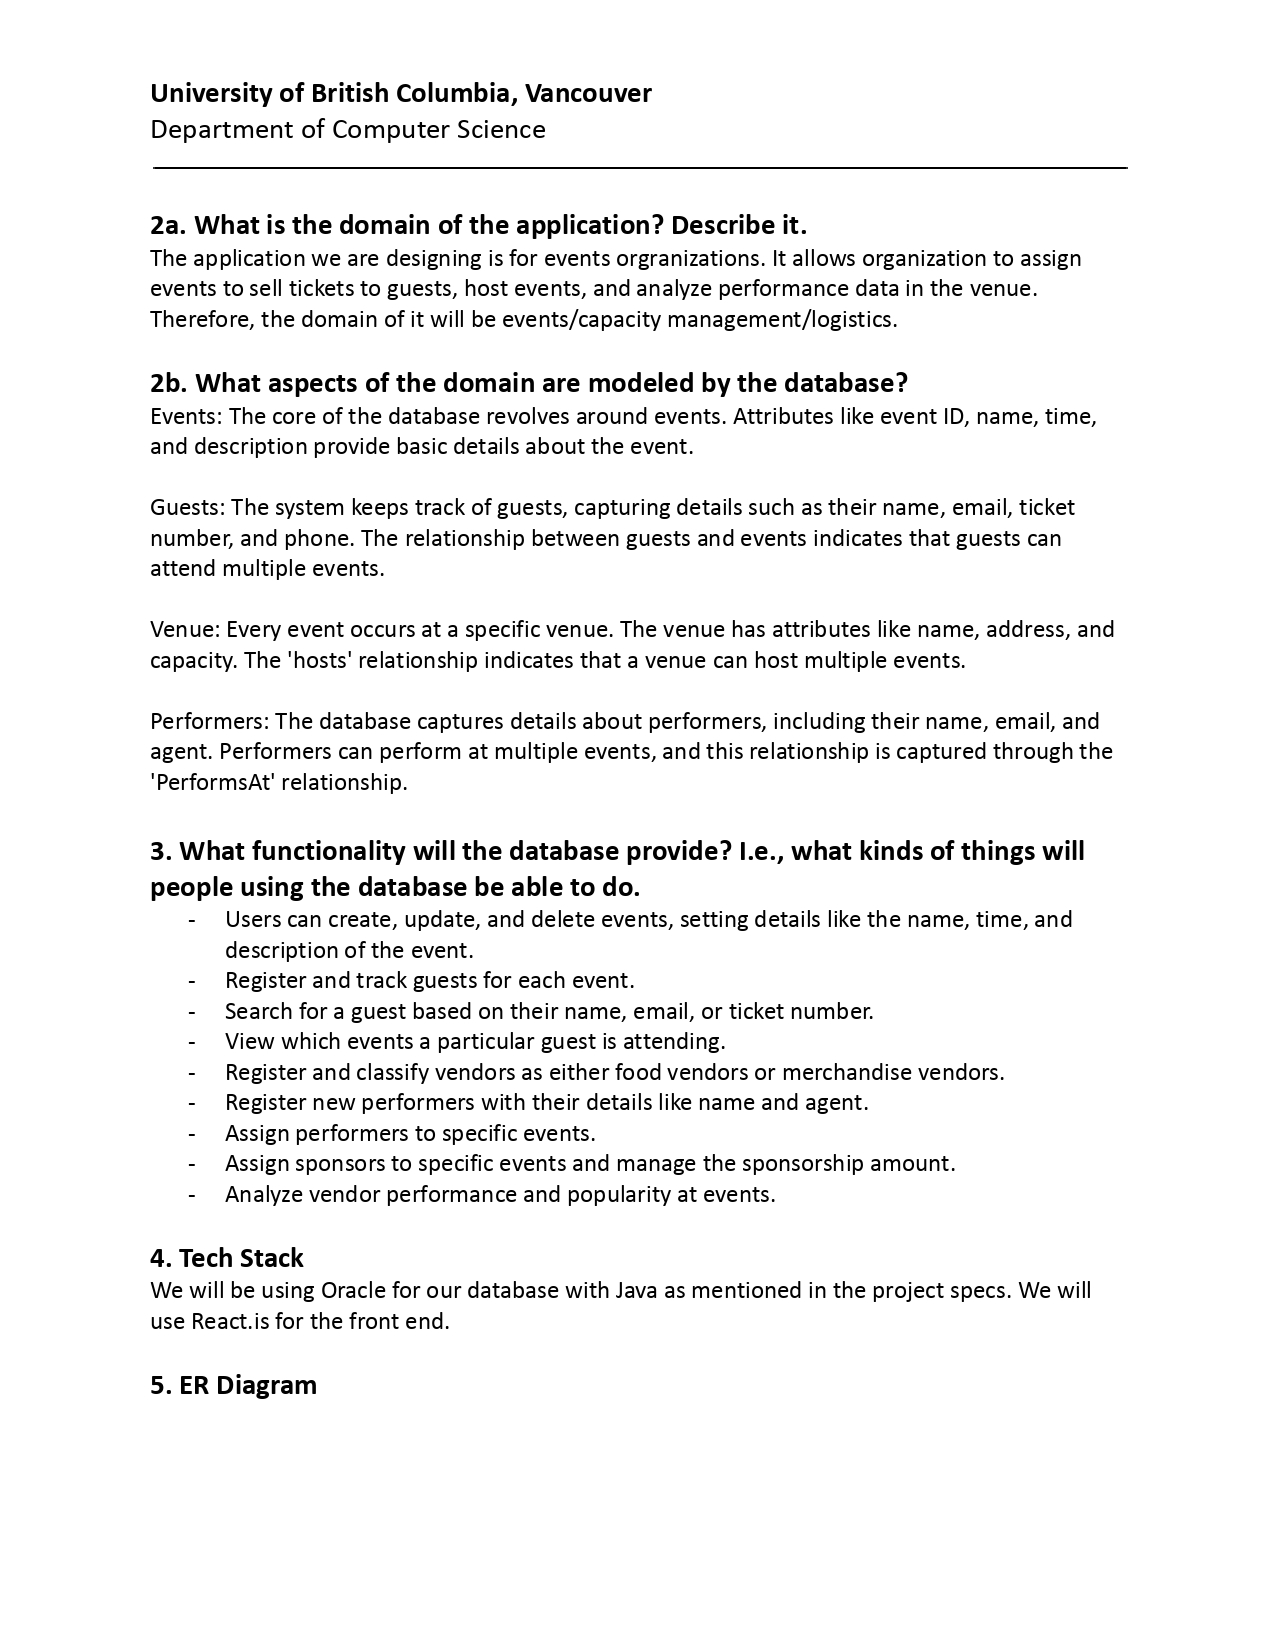 University of British Columbia, Vancouver
Department of Computer Science
2a. What is the domain of the application? Describe it.
The application we are designing is for events orgranizations. It allows organization to assign
events to sell tickets to guests, host events, and analyze performance data in the venue.
Therefore, the domain of it will be events/capacity management/logistics.
2b. What aspects of the domain are modeled by the database?
Events: The core of the database revolves around events. Attributes like event ID, name, time,
and description provide basic details about the event.
Guests: The system keeps track of guests, capturing details such as their name, email, ticket
number, and phone. The relationship between guests and events indicates that guests can
attend multiple events.
Venue: Every event occurs at a specific venue. The venue has attributes like name, address, and
capacity. The 'hosts' relationship indicates that a venue can host multiple events.
Performers: The database captures details about performers, including their name, email, and
agent. Performers can perform at multiple events, and this relationship is captured through the
'PerformsAt' relationship.
3. What functionality will the database provide? I.e., what kinds of things will
people using the database be able to do.
- Users can create, update, and delete events, setting details like the name, time, and
description of the event.
- Register and track guests for each event.
- Search for a guest based on their name, email, or ticket number.
- View which events a particular guest is attending.
- Register and classify vendors as either food vendors or merchandise vendors.
- Register new performers with their details like name and agent.
- Assign performers to specific events.
- Assign sponsors to specific events and manage the sponsorship amount.
- Analyze vendor performance and popularity at events.
4. Tech Stack
We will be using Oracle for our database with Java as mentioned in the project specs. We will
use React.is for the front end.
5. ER Diagram